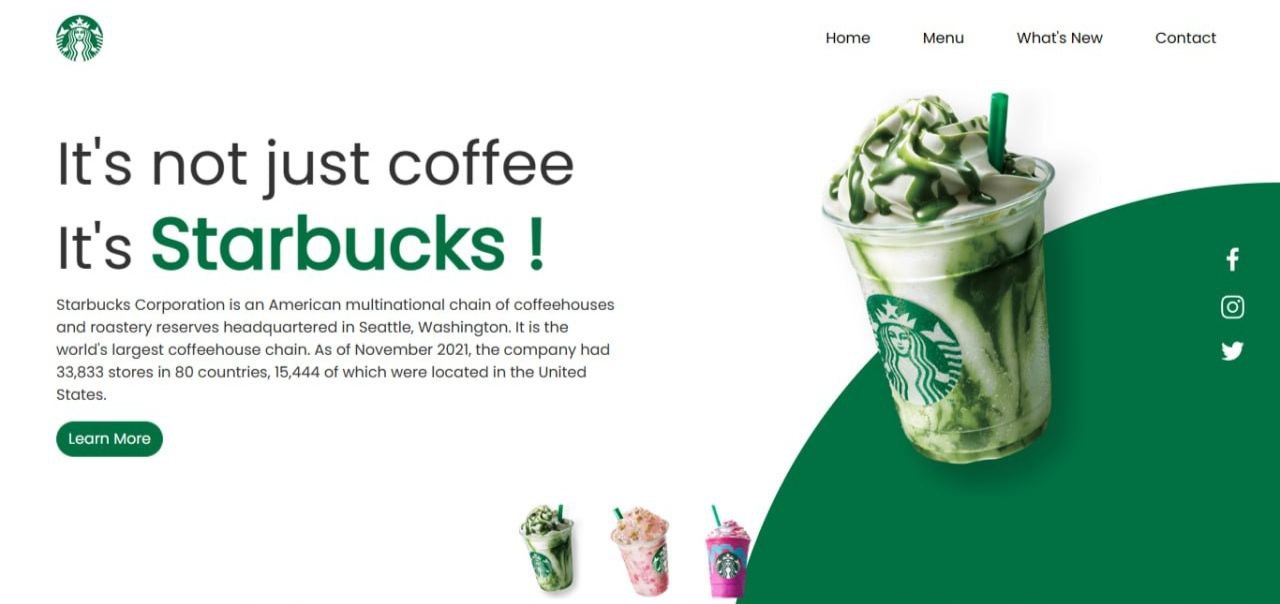 Home Menu What's New Contact
It's not just coffee
It's Starbucks !
Starbucks Corporation is an American multinational chain of coffeehouses
and roastery reserves headquartered in Seattle, Washington. It is the
world's largest coffeehouse chain. As of November 2021, the company had
33,833 stores in 80 countries, 15,444 of which were located in the United
States.
Learn More